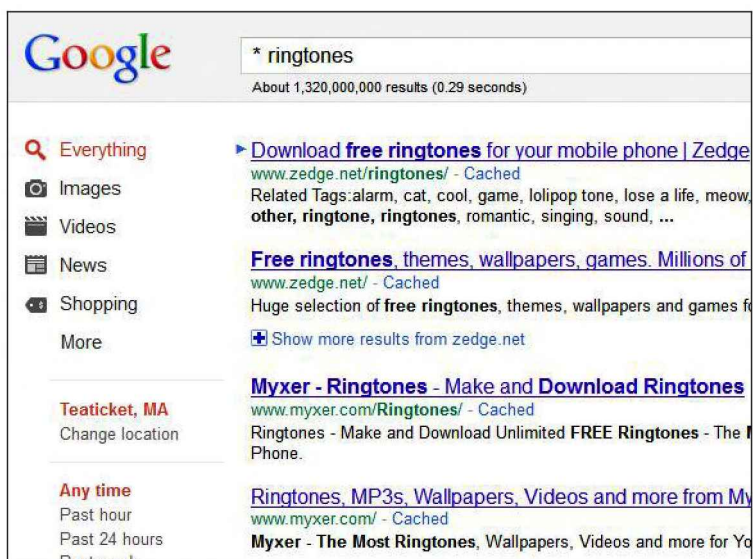 Google
* ringtones
About 1,320,000,000 results (0.29 seconds)
Everything
Images
Videos
News
Shopping
More
Teaticket, MA
Change location
Any time
Past hour
Past 24 hours
Download free ringtones for your mobile phone | Zedge
www.zedge.net/ringtones/ - Cached
Related Tags:alarm, cat, cool, game, lolipop tone, lose a life, meow,
other, ringtone, ringtones, romantic, singing, sound, ...
Free ringtones, themes, wallpapers, games. Millions of
www.zedge.net/ - Cached
Huge selection of free ringtones, themes, wallpapers and games
Show more results from zedge.net
Myxer - Ringtones - Make and Download Ringtones
www.myxer.com/Ringtones/ - Cached
Ringtones - Make and Download Unlimited FREE Ringtones - The
Phone.
Ringtones, MP3s, Wallpapers, Videos and more from
www.myxer.com/ - Cached
Myxer - The Most Ringtones, Wallpapers, Videos and more for